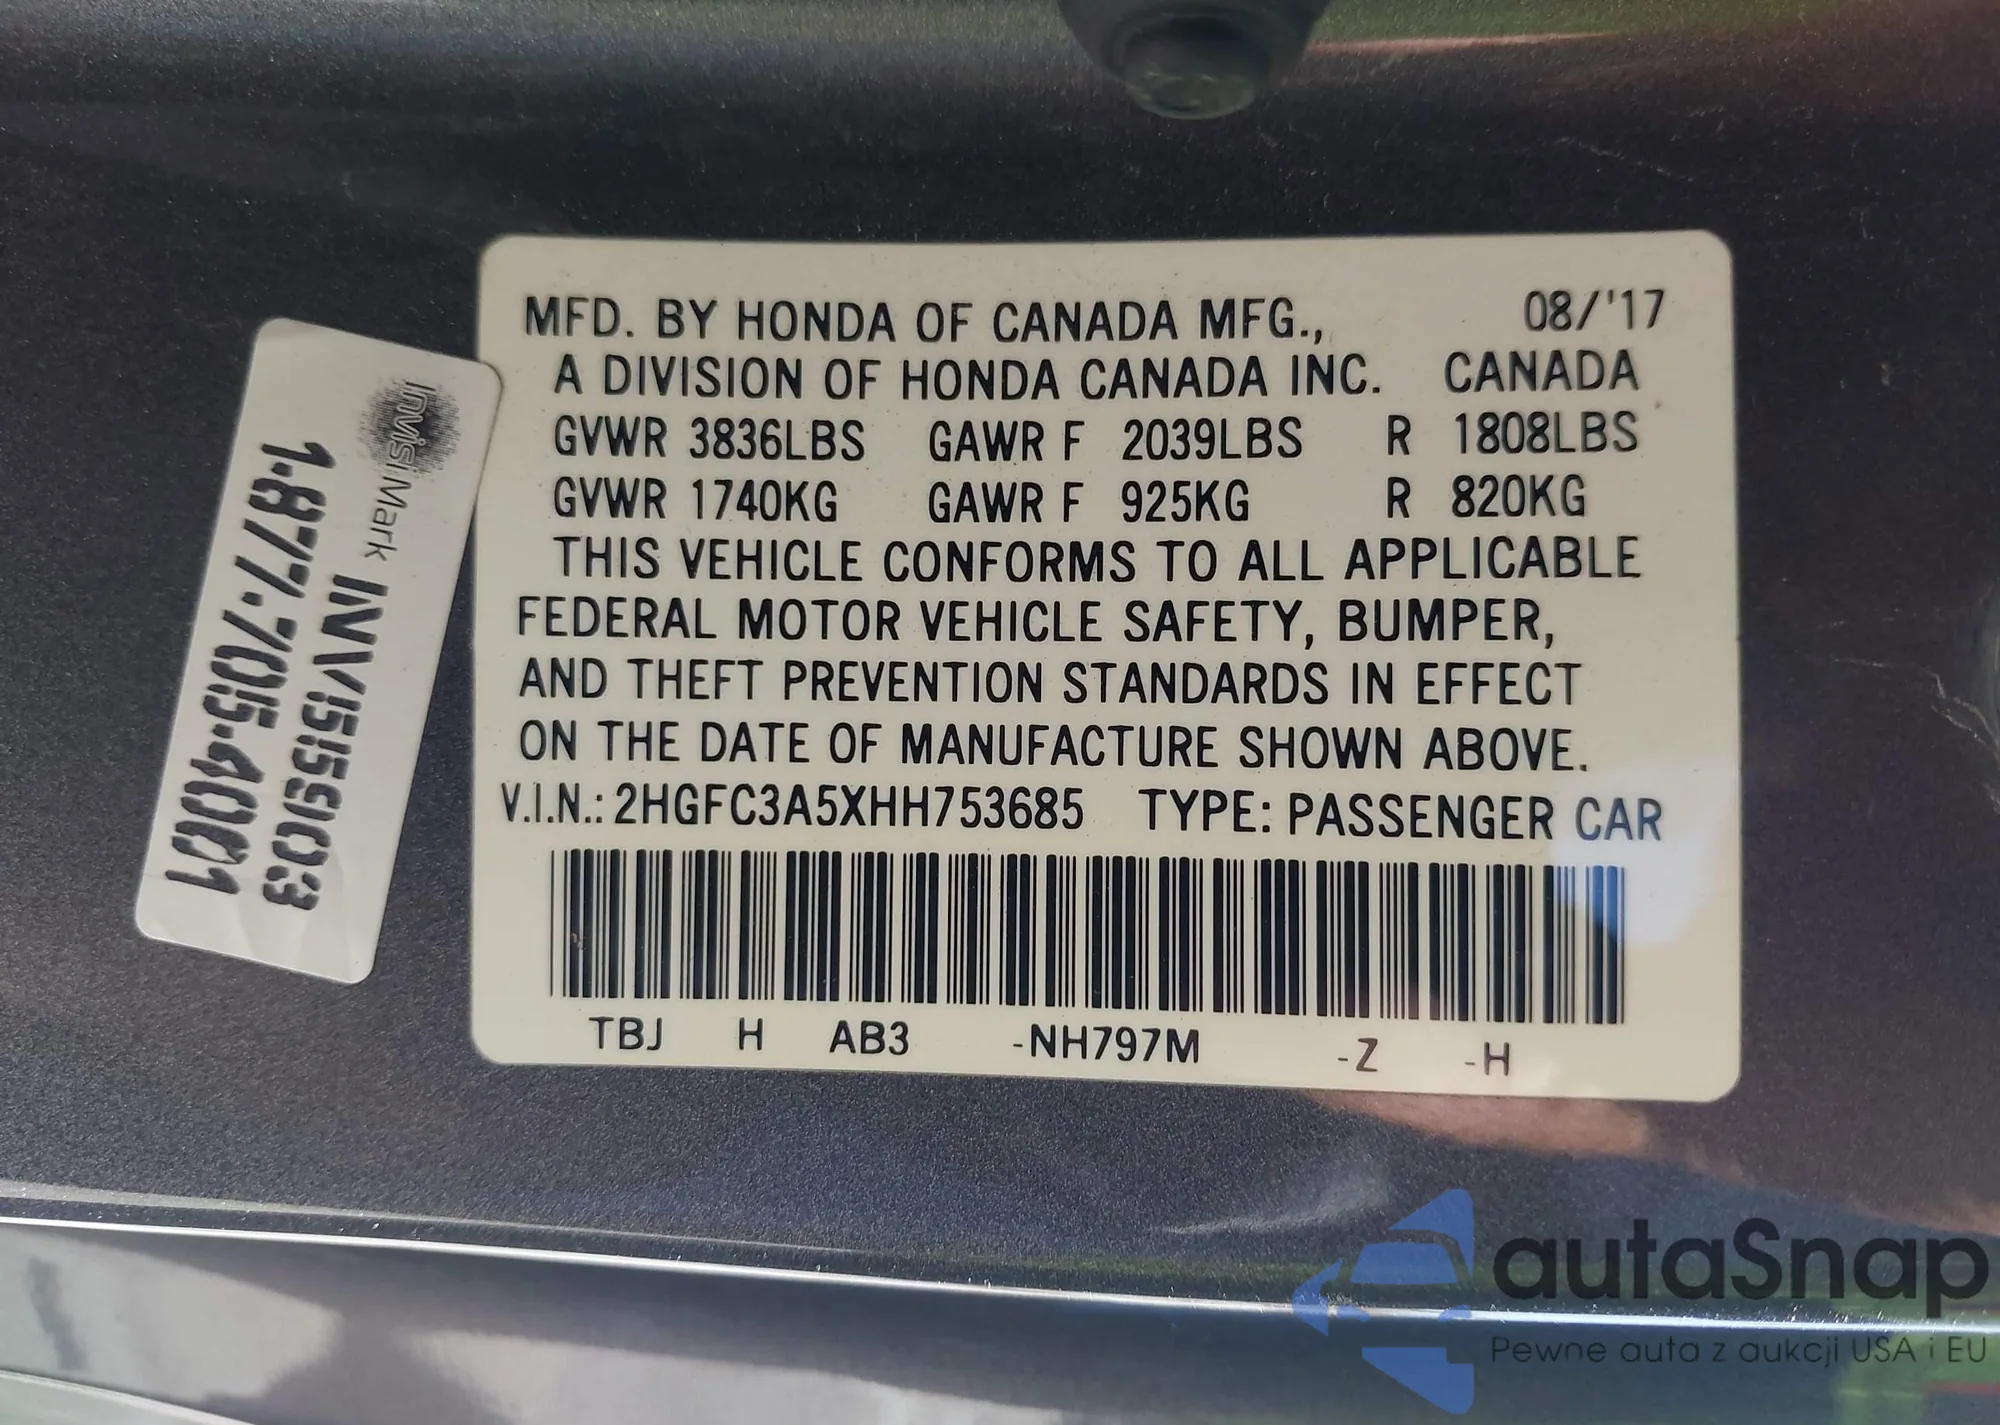 MFD. BY HONDA OF CANADA MFG., 08/'17
A DIVISION OF HONDA CANADA INC. CANADA
GVWR 3836LBS GAWR F 2039LBS R 1808LBS
GVWR 1740KG GAWR F 925KG R 820KG
THIS VEHICLE CONFORMS TO ALL APPLICABLE
FEDERAL MOTOR VEHICLE SAFETY, BUMPER,
AND THEFT PREVENTION STANDARDS IN EFFECT
ON THE DATE OF MANUFACTURE SHOWN ABOVE.
V.I.N.: 2HGFC3A5XHH753685 TYPE: PASSENGER CAR
TBJ H AB3 -NH797M -Z -H
InvisiMark
INV1555903
1.877.705.4001
autaSnap
Pewne auta z aukcji USA i EU